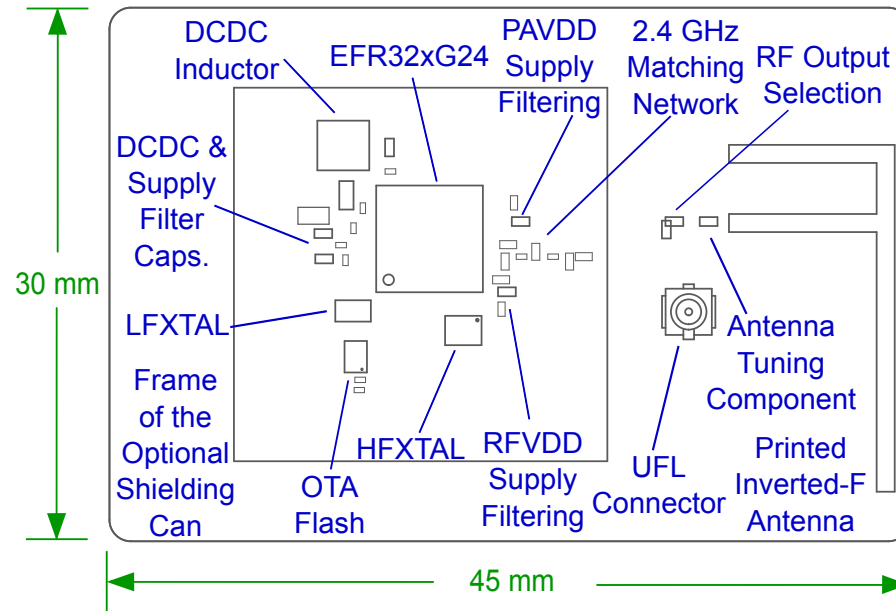 DCDC
Inductor
EFR32xG24
PAVDD
Supply
Filtering
2.4 GHz
Matching
Network
RF Output
Selection
DCDC &
Supply
Filter
Caps.
30 mm
LFXTAL
Frame
of the
Optional
Shielding
Can
OTA
Flash
HFXTAL
RFVDD
Supply
Filtering
UFL
Connector
Antenna
Tuning
Component
Printed
Inverted-F
Antenna
45 mm